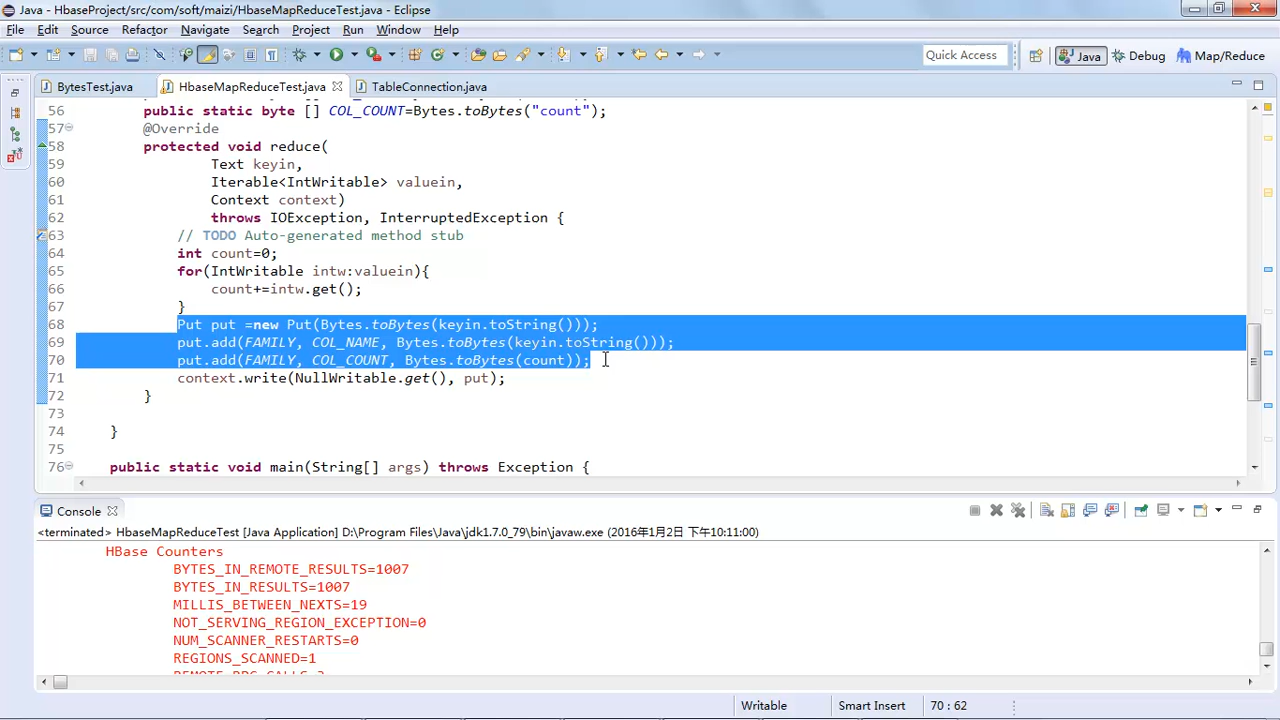 Java - HbaseProject/src/com/soft/maizi/HbaseMapReduceTest.java - Eclipse
File Edit Source Refactor Navigate Search Project Run Window Help
Quick Access Java Debug Map/Reduce
BytesTest.java HbaseMapReduceTest.java TableConnection.java
56 public static byte [] COL_COUNT=Bytes.toBytes("count");
57 @Override
58 protected void reduce(
59 Text keyin,
60 Iterable<IntWritable> valuein,
61 Context context)
62 throws IOException, InterruptedException {
63 // TODO Auto-generated method stub
64 int count=0;
65 for(IntWritable intw:valuein){
66 count+=intw.get();
67 }
68 Put put =new Put(Bytes.toBytes(keyin.toString()));
69 put.add(FAMILY, COL_NAME, Bytes.toBytes(keyin.toString()));
70 put.add(FAMILY, COL_COUNT, Bytes.toBytes(count));
71 context.write(NullWritable.get(), put);
72 }
73
74 }
75
76 public static void main(String[] args) throws Exception {
Console
<terminated> HbaseMapReduceTest [Java Application] D:\Program Files\Java\jdk1.7.0_79\bin\javaw.exe (2016年1月2日 下午10:11:00)
HBase Counters
BYTES_IN_REMOTE_RESULTS=1007
BYTES_IN_RESULTS=1007
MILLIS_BETWEEN_NEXTS=19
NOT_SERVING_REGION_EXCEPTION=0
NUM_SCANNER_RESTARTS=0
REGIONS_SCANNED=1
Writable Smart Insert 70 : 62